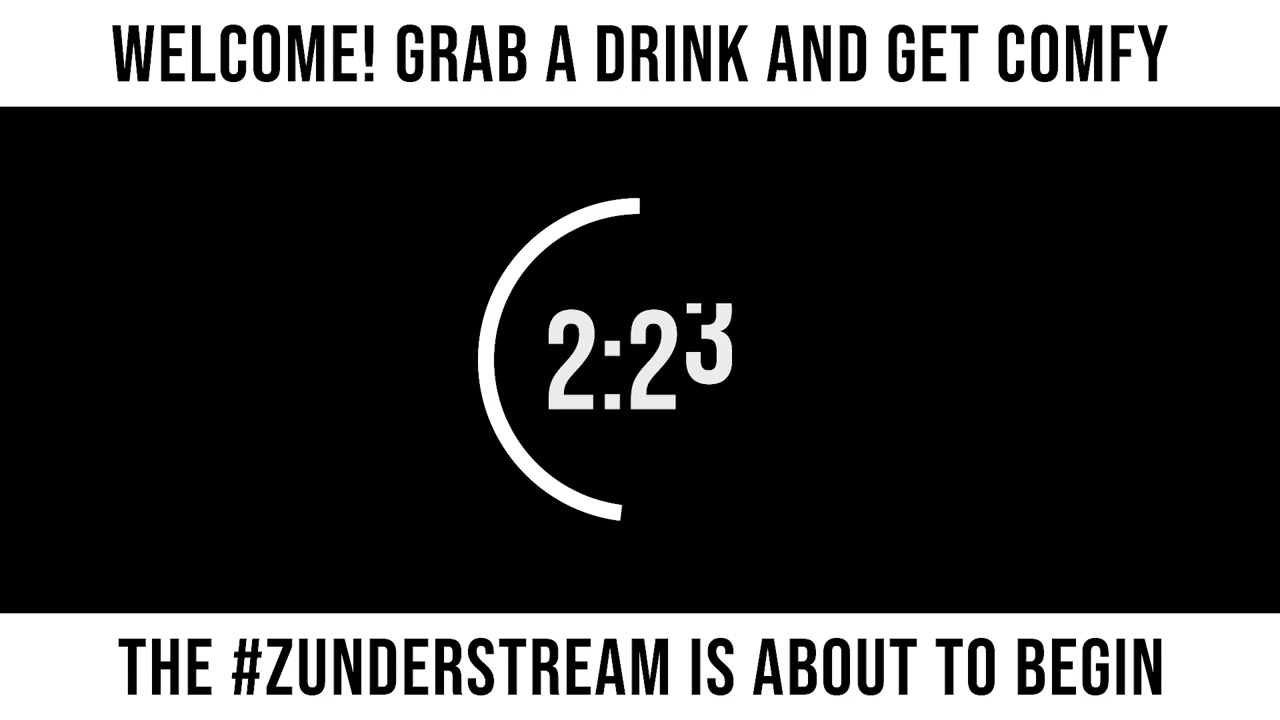 WELCOME! GRAB A DRINK AND GET COMFY
2:23
THE #ZUNDERSTREAM IS ABOUT TO BEGIN